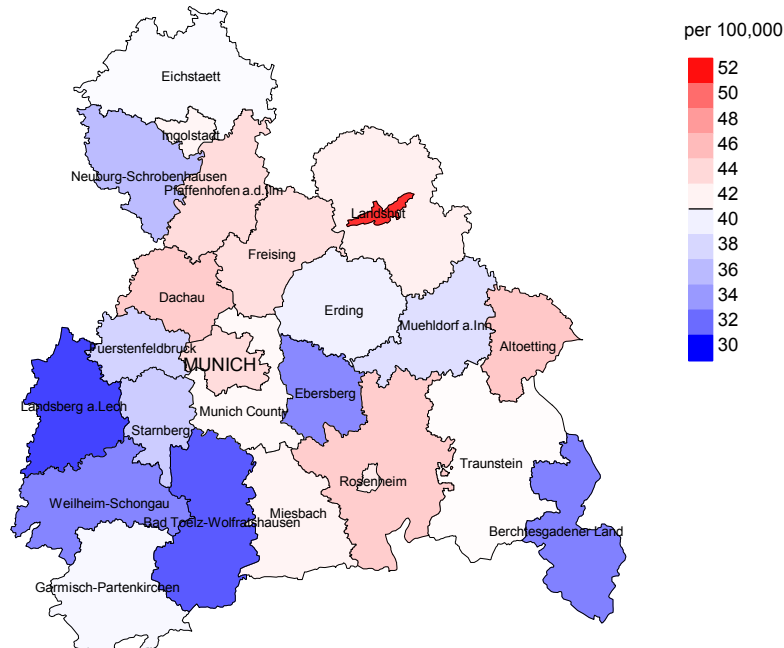 per 100,000
52
50
48
46
44
42
40
38
36
34
32
30
Eichstaett
Ingolstadt
Neuburg-Schrobenhausen
Pfaffenhofen a.d.Ilm
Landshut
Freising
Dachau
Erding
Muehldorf a.Inn
Altoetting
Fuerstenfeldbruck
MUNICH
Ebersberg
Landsberg a.Lech
Munich County
Starnberg
Traunstein
Rosenheim
Weilheim-Schongau
Miesbach
Bad Toelz-Wolfratshausen
Berchtesgadener Land
Garmisch-Partenkirchen